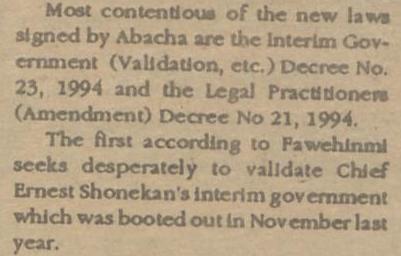 Most contentious of the new laws
signed by Abacha are the Interim Gov-
ernment (Validation, etc.) Decree No.
23, 1994 and the Legal Practitioners
(Amendment) Decree No 21, 1994.
The first according to Fawehinmi
seeks desperately to validate Chief
Ernest Shonekan's interim government
which was booted out in November last
year.